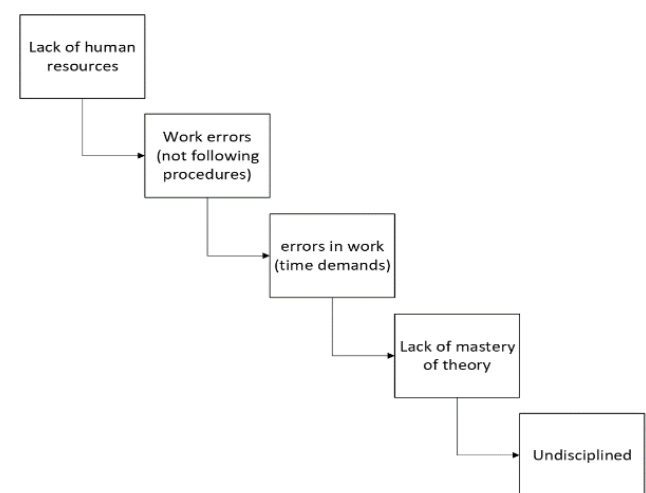 Lack of human
resources
Work errors
(not following
procedures)
errors in work
(time demands)
Lack of mastery
of theory
Undisciplined